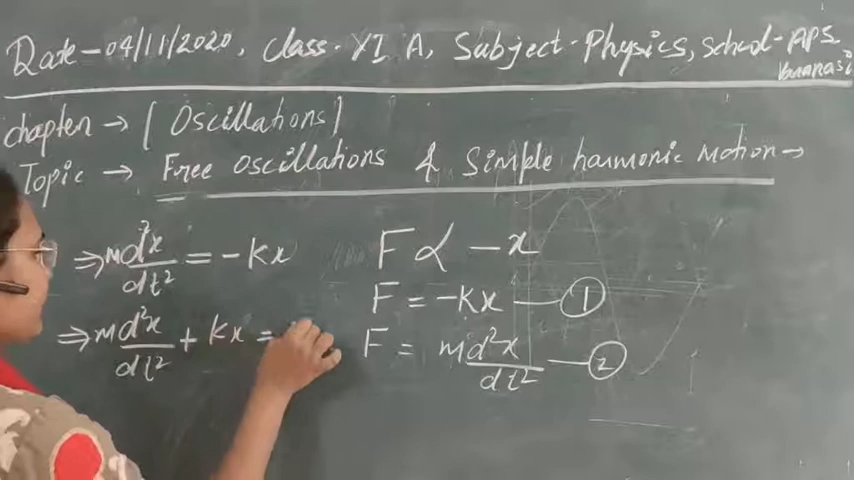 Date - 04/11/2020, Class - XI A, Subject - Physics, School - APS
Varanasi
Chapter → [Oscillations]
Topic → Free Oscillations & Simple harmonic Motion →
⇒ m d²x/dt² = - Kx
⇒ m d²x/dt² + Kx =
F ∝ - x
F = - Kx — ①
F = m d²x/dt² — ②